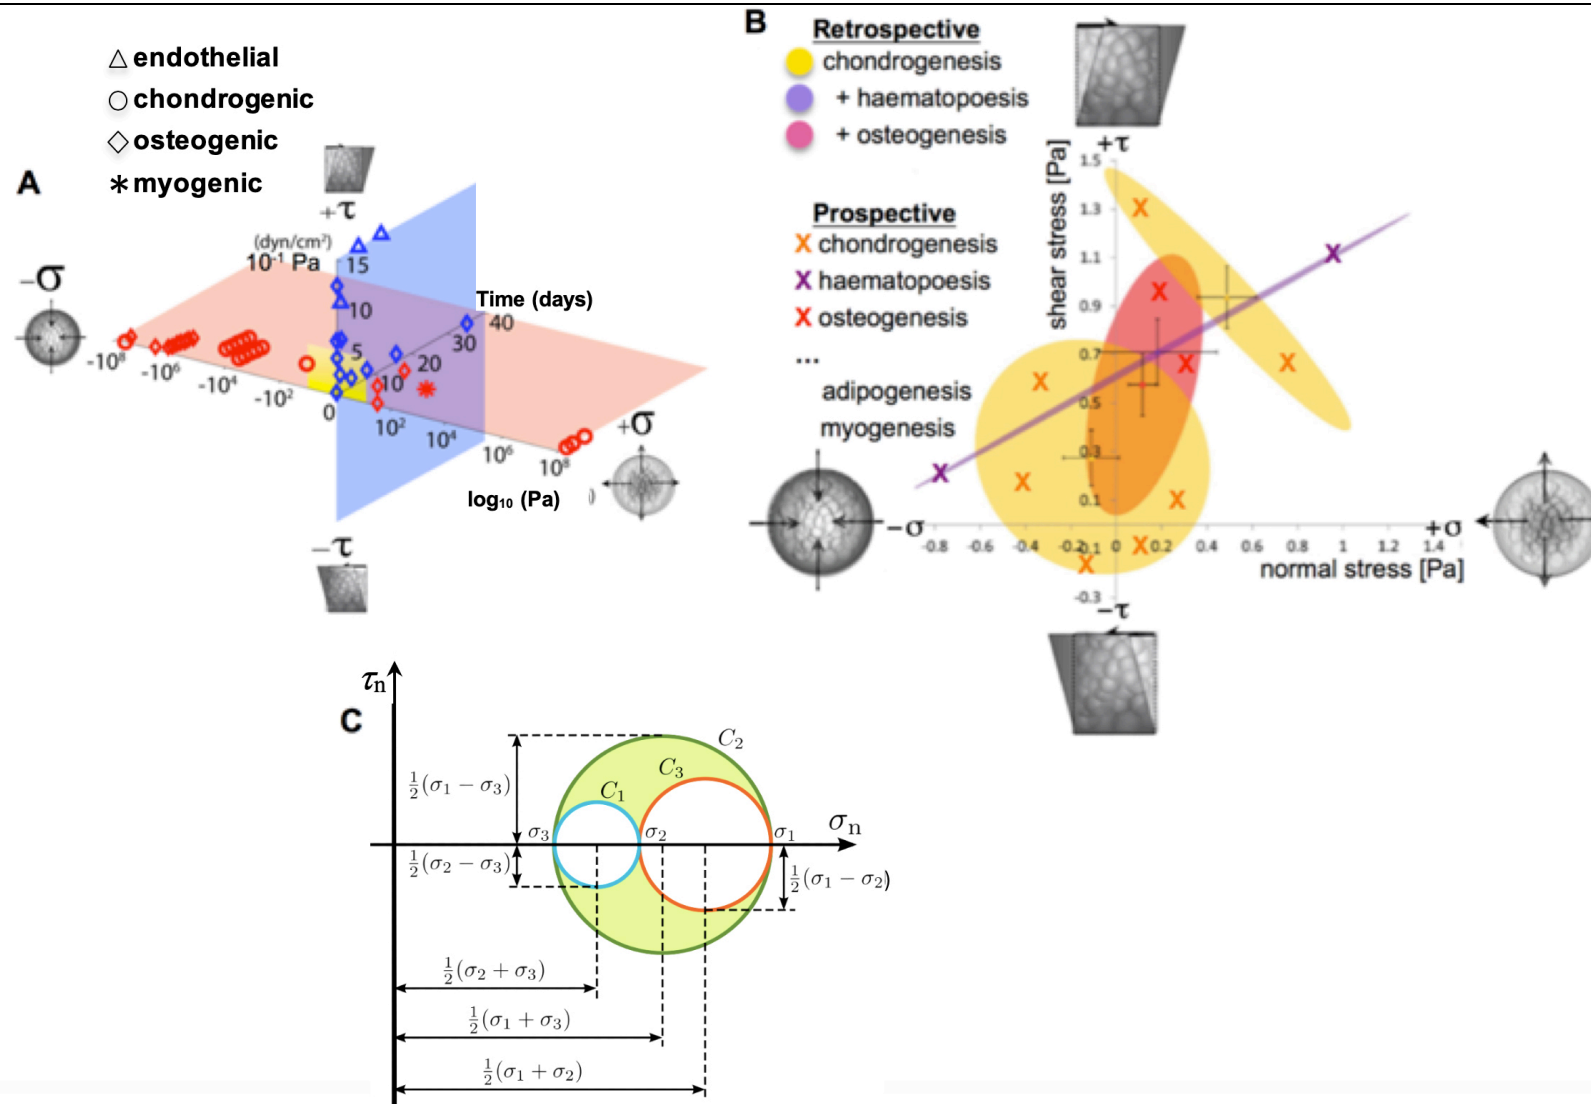 △ endothelial
○ chondrogenic
◇ osteogenic
* myogenic
A
+τ
(dyn/cm²)
10⁻¹ Pa
15
10
5
Time (days)
40
30
20
10
-σ
-10⁸
-10⁶
-10⁴
-10²
0
10²
10⁴
10⁶
10⁸
+σ
log₁₀ (Pa)
)
-τ
B
Retrospective
chondrogenesis
+ haematopoesis
+ osteogenesis
Prospective
X chondrogenesis
X haematopoesis
X osteogenesis
...
adipogenesis
myogenesis
+τ
shear stress [Pa]
1.5
1.3
1.1
0.9
0.7
0.5
0.3
0.1
-0.1
-0.3
-σ
-0.8
-0.6
-0.4
-0.2
0
0.2
0.4
0.6
0.8
1
1.2
1.4
+σ
normal stress [Pa]
-τ
C
τn
C₂
C₃
C₁
½(σ₁ − σ₃)
σ₃
σ₂
σ₁
σn
½(σ₂ − σ₃)
½(σ₁ − σ₂)
½(σ₂ + σ₃)
½(σ₁ + σ₃)
½(σ₁ + σ₂)